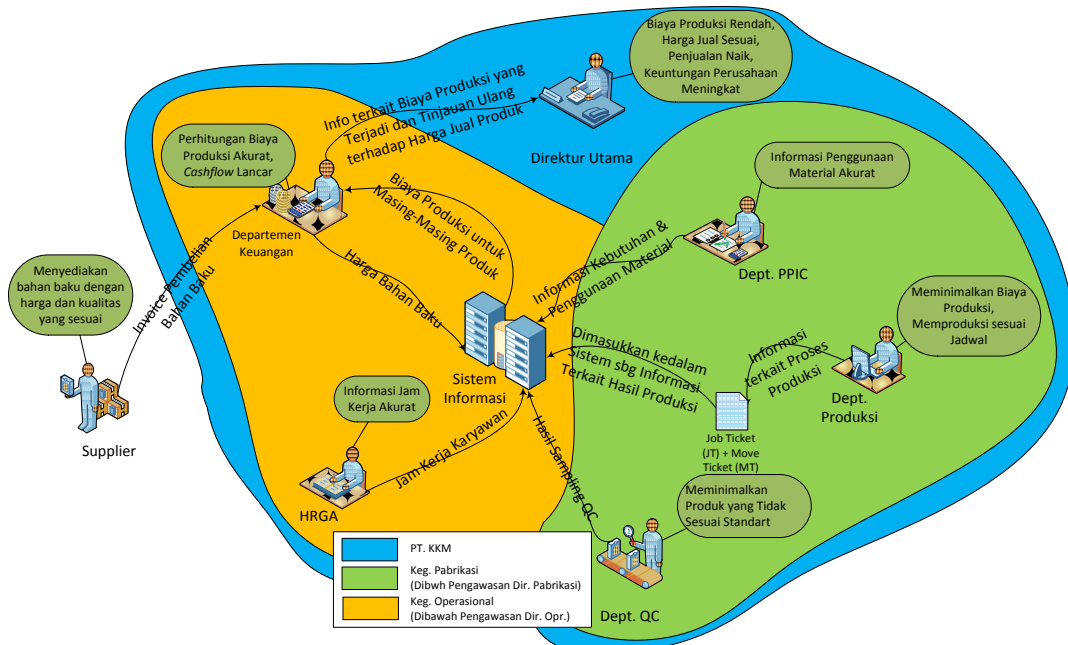 Biaya Produksi Rendah,
Harga Jual Sesuai,
Penjualan Naik,
Keuntungan Perusahaan
Meningkat
Info terkait Biaya Produksi yang
Terjadi dan Tinjauan Ulang
terhadap Harga Jual Produk
Direktur Utama
Perhitungan Biaya
Produksi Akurat,
Cashflow Lancar
Departemen
Keuangan
Biaya Produksi untuk
Masing-Masing Produk
Harga Bahan Baku
Informasi Penggunaan
Material Akurat
Dept. PPIC
Informasi Kebutuhan &
Penggunaan Material
Menyediakan
bahan baku dengan
harga dan kualitas
yang sesuai
Invoice Pembelian
Bahan Baku
Supplier
Sistem
Informasi
Meminimalkan Biaya
Produksi,
Memproduksi sesuai
Jadwal
Dept.
Produksi
Informasi
terkait Proses
Produksi
Dimasukkan kedalam
Sistem sbg Informasi
Terkait Hasil Produksi
Job Ticket
(JT) + Move
Ticket (MT)
Informasi Jam
Kerja Akurat
HRGA
Jam Kerja Karyawan
Hasil Sampling QC
Meminimalkan
Produk yang Tidak
Sesuai Standart
Dept. QC
PT. KKM
Keg. Pabrikasi
(Dibwh Pengawasan Dir. Pabrikasi)
Keg. Operasional
(Dibawah Pengawasan Dir. Opr.)